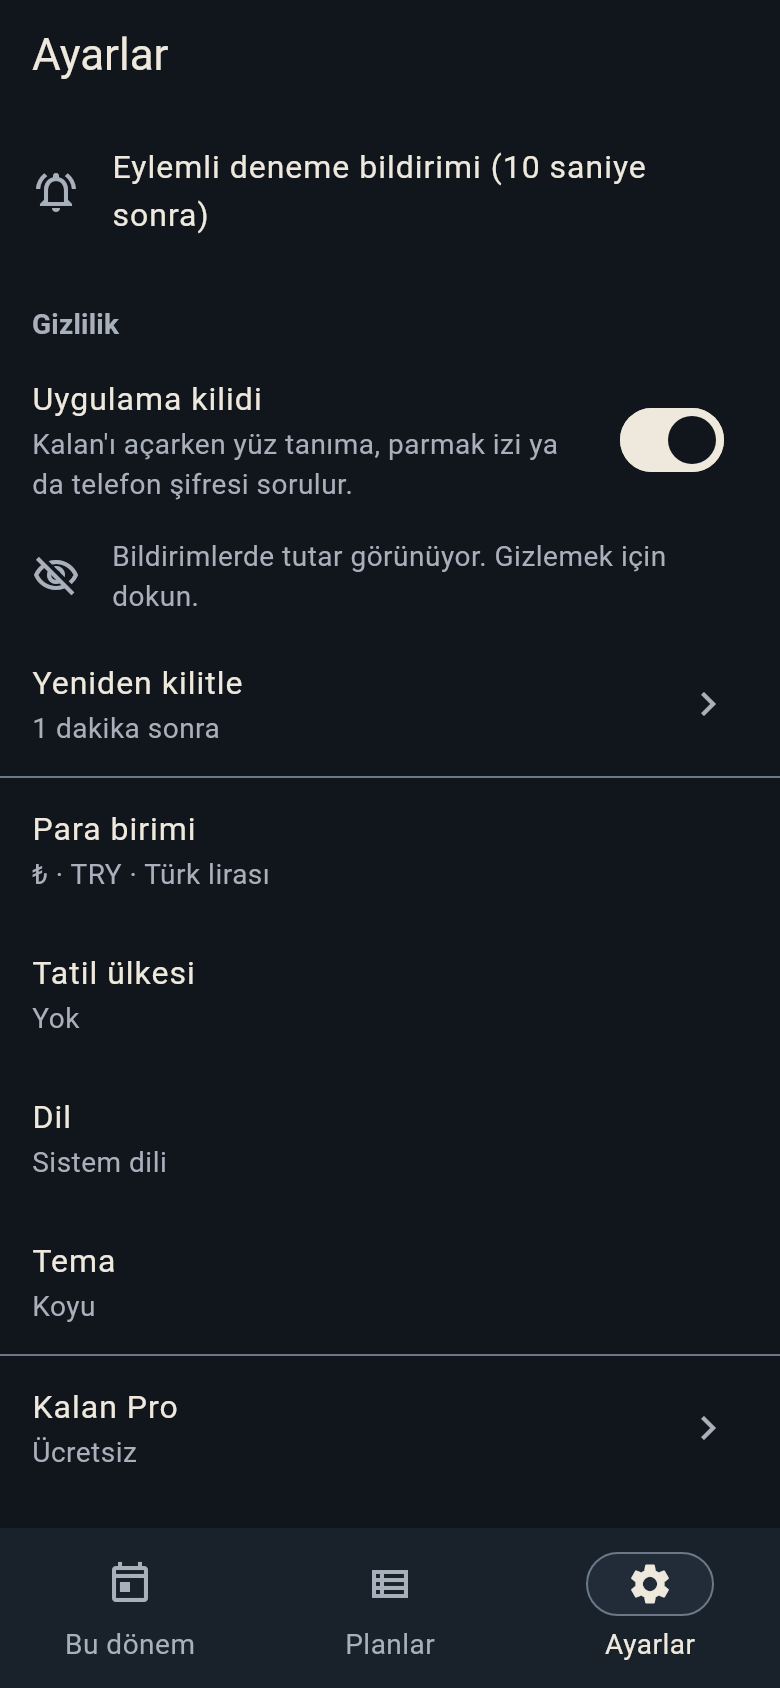 Ayarlar
Eylemli deneme bildirimi (10 saniye
sonra)
Gizlilik
Uygulama kilidi
Kalan'ı açarken yüz tanıma, parmak izi ya
da telefon şifresi sorulur.
Bildirimlerde tutar görünüyor. Gizlemek için
dokun.
Yeniden kilitle
1 dakika sonra
Para birimi
₺ · TRY · Türk lirası
Tatil ülkesi
Yok
Dil
Sistem dili
Tema
Koyu
Kalan Pro
Ücretsiz
Bu dönem
Planlar
Ayarlar